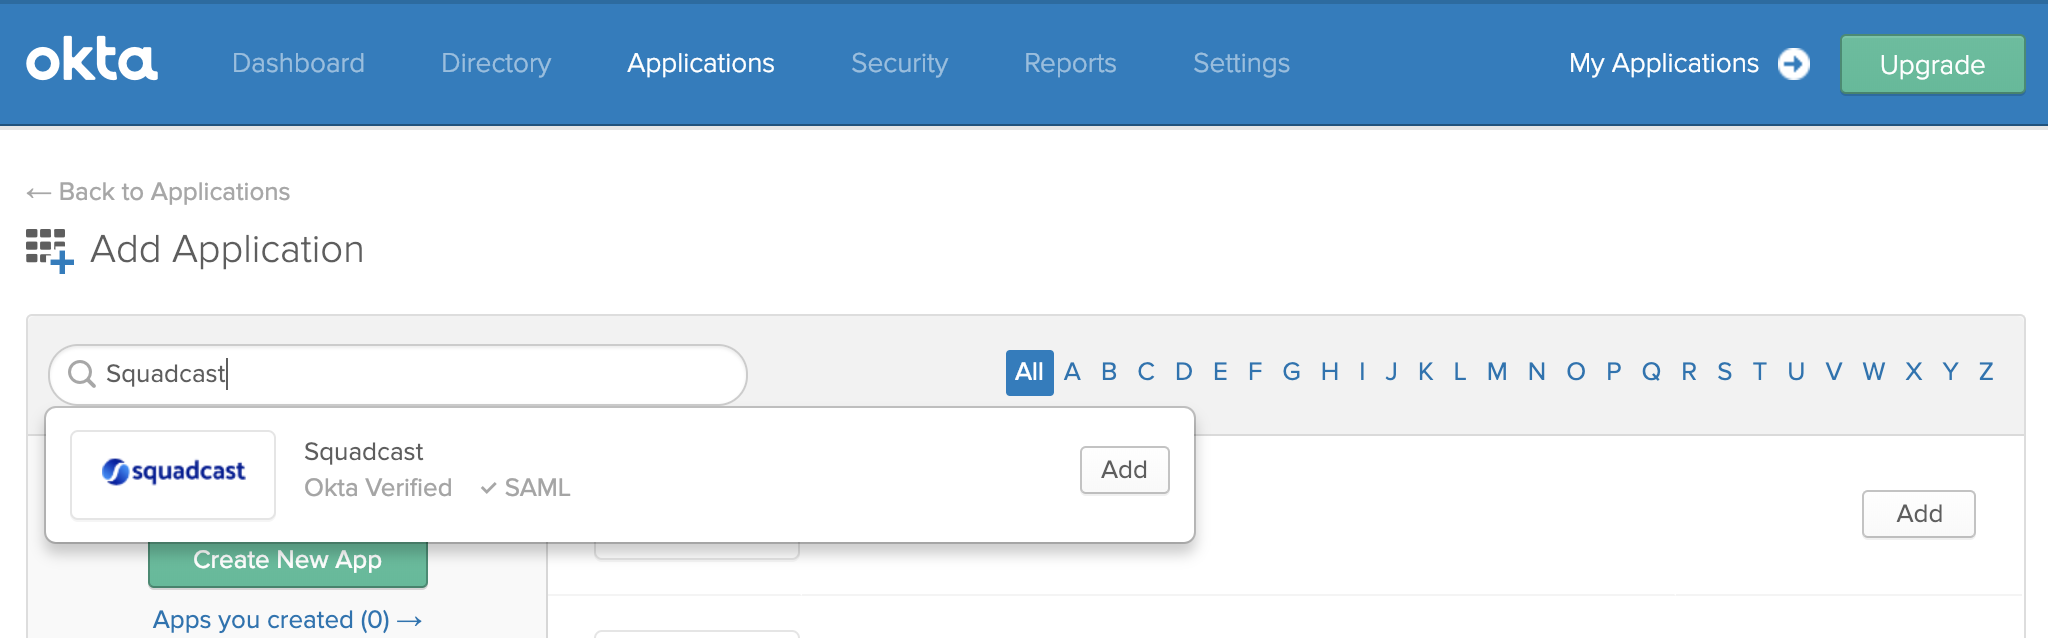 okta Dashboard Directory Applications Security Reports Settings My Applications Upgrade
← Back to Applications
Add Application
Squadcast
All A B C D E F G H I J K L M N O P Q R S T U V W X Y Z
squadcast
Squadcast
Okta Verified ✓ SAML
Add
Add
Create New App
Apps you created (0) →